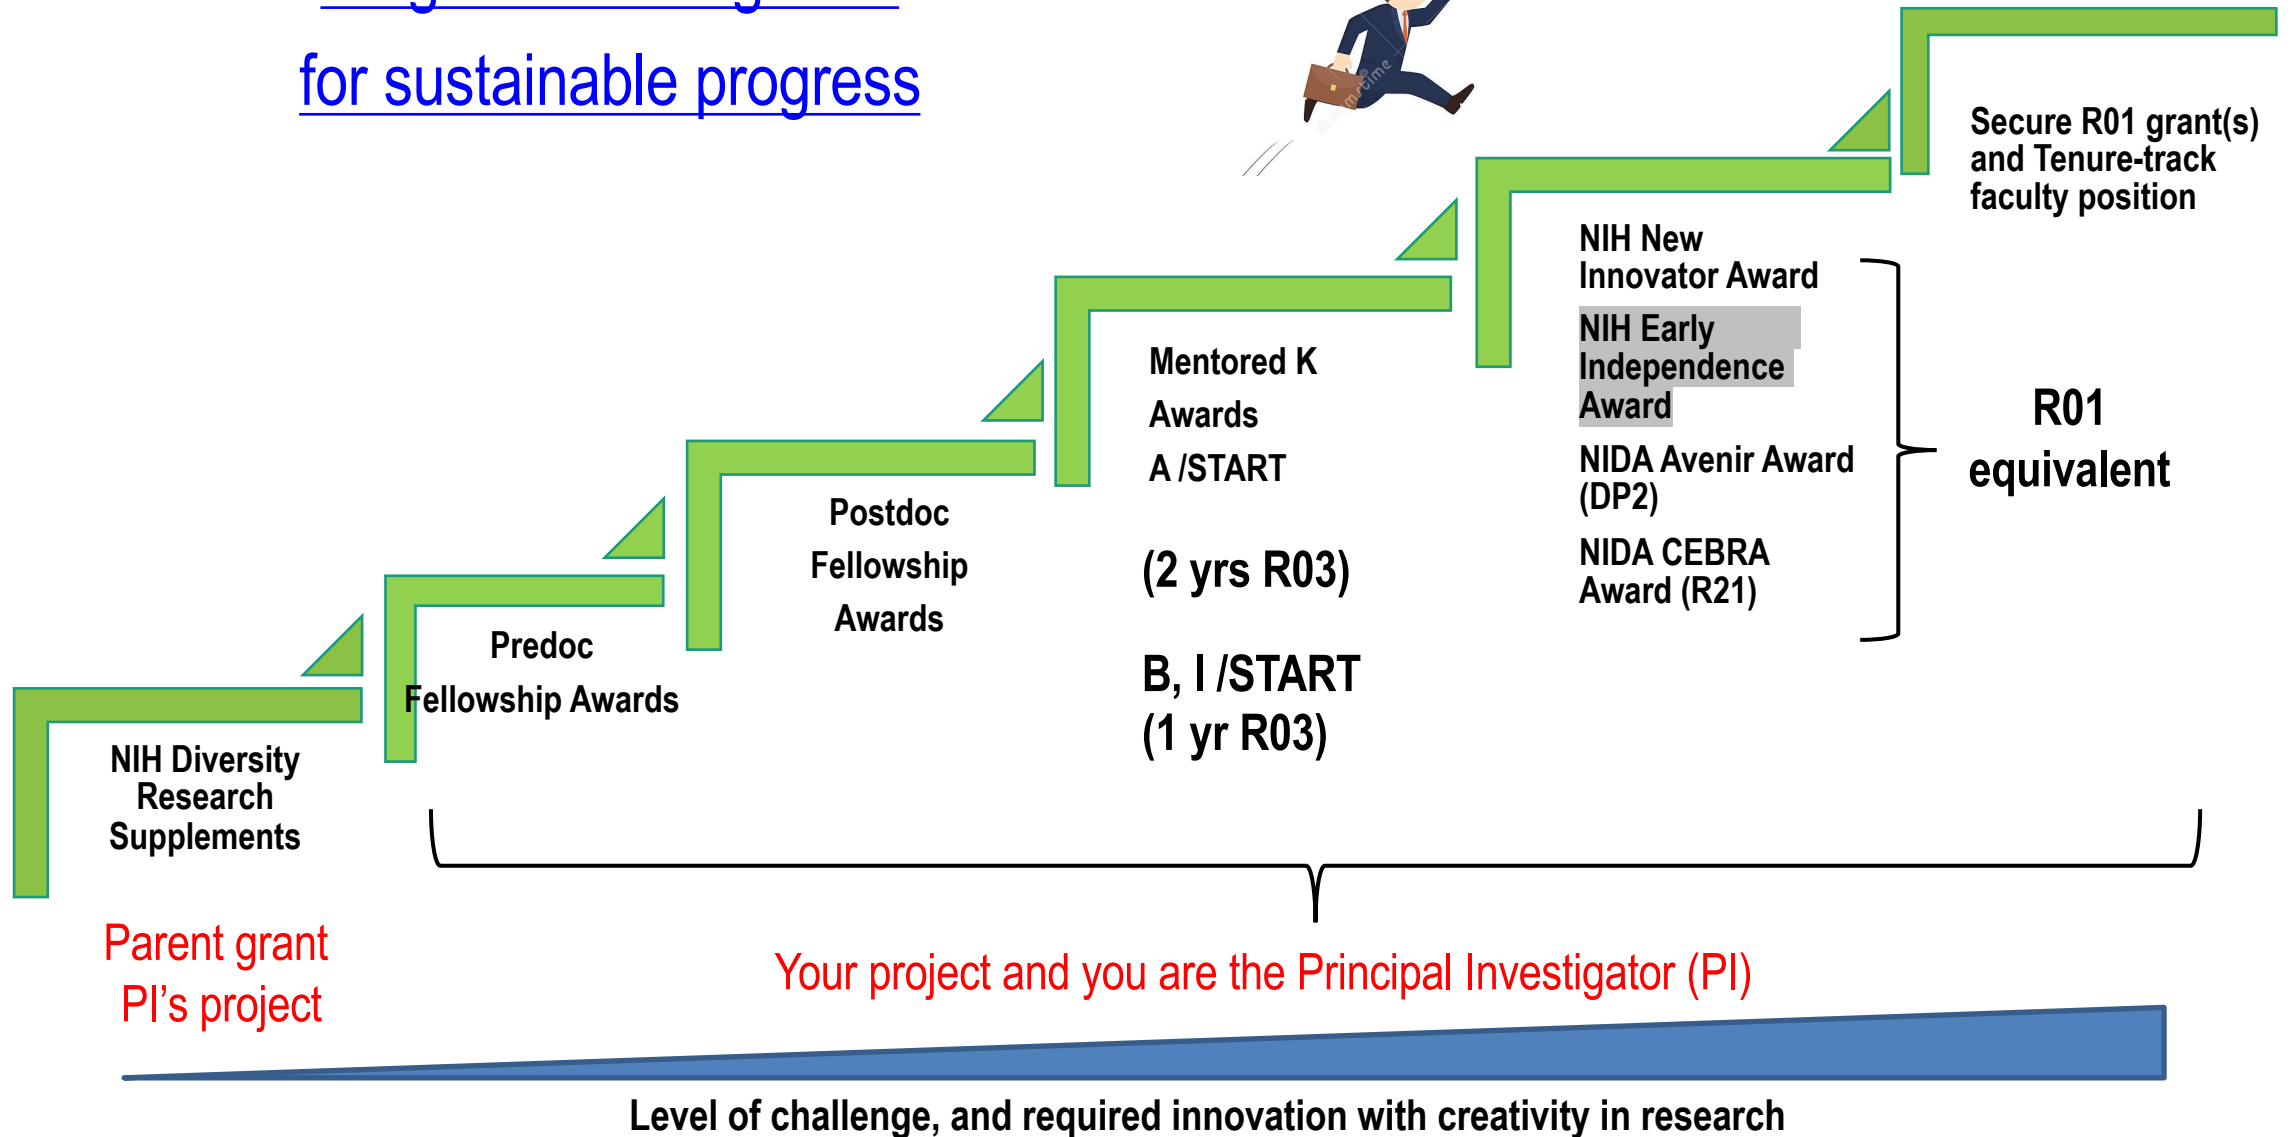 for sustainable progress
Secure R01 grant(s)
and Tenure-track
faculty position
NIH New
Innovator Award
NIH Early
Independence
Award
NIDA Avenir Award
(DP2)
NIDA CEBRA
Award (R21)
R01
equivalent
Mentored K
Awards
A /START
(2 yrs R03)
B, I /START
(1 yr R03)
Postdoc
Fellowship
Awards
Predoc
Fellowship Awards
NIH Diversity
Research
Supplements
Parent grant
PI’s project
Your project and you are the Principal Investigator (PI)
Level of challenge, and required innovation with creativity in research